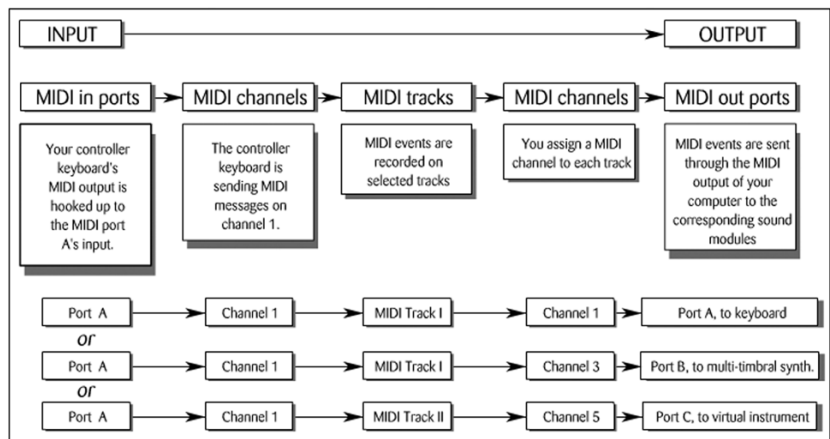 INPUT
OUTPUT
MIDI in ports
MIDI channels
MIDI tracks
MIDI channels
MIDI out ports
Your controller
keyboard's
MIDI output is
hooked up to
the MIDI port
A's input.
The controller
keyboard is
sending MIDI
messages on
channel 1.
MIDI events are
recorded on
selected tracks
You assign a MIDI
channel to each track
MIDI events are sent
through the MIDI
output of your
computer to the
corresponding sound
modules
Port A
Channel 1
MIDI Track I
Channel 1
Port A, to keyboard
or
Port A
Channel 1
MIDI Track I
Channel 3
Port B, to multi-timbral synth.
or
Port A
Channel 1
MIDI Track II
Channel 5
Port C, to virtual instrument